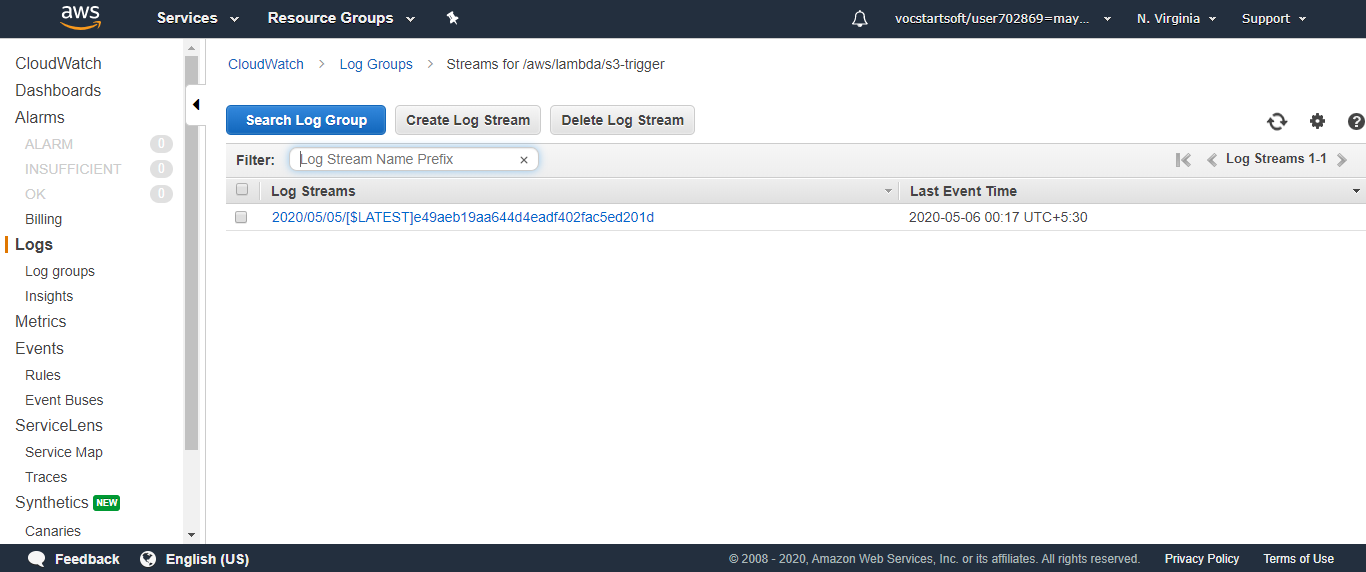 aws Services Resource Groups vocstartsoft/user702869=may... N. Virginia Support
CloudWatch
Dashboards
Alarms
ALARM 0
INSUFFICIENT 0
OK 0
Billing
Logs
Log groups
Insights
Metrics
Events
Rules
Event Buses
ServiceLens
Service Map
Traces
Synthetics NEW
Canaries
CloudWatch > Log Groups > Streams for /aws/lambda/s3-trigger
Search Log Group Create Log Stream Delete Log Stream ?
Filter: Log Stream Name Prefix × Log Streams 1-1
Log Streams Last Event Time
2020/05/05/[$LATEST]e49aeb19aa644d4eadf402fac5ed201d 2020-05-06 00:17 UTC+5:30
Feedback English (US) © 2008 - 2020, Amazon Web Services, Inc. or its affiliates. All rights reserved. Privacy Policy Terms of Use